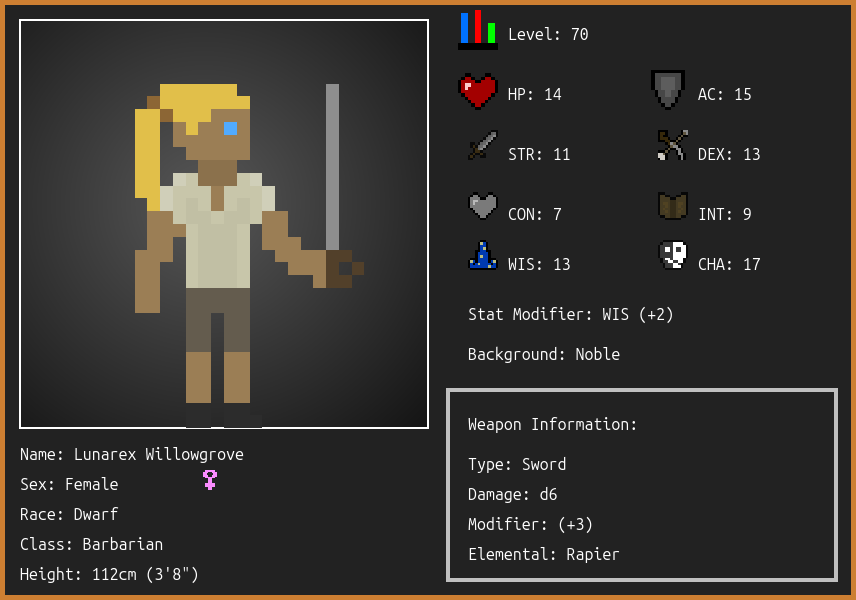 Level: 70
HP: 14
AC: 15
STR: 11
DEX: 13
CON: 7
INT: 9
WIS: 13
CHA: 17
Stat Modifier: WIS (+2)
Background: Noble
Weapon Information:
Type: Sword
Damage: d6
Modifier: (+3)
Elemental: Rapier
Name: Lunarex Willowgrove
Sex: Female
Race: Dwarf
Class: Barbarian
Height: 112cm (3'8")